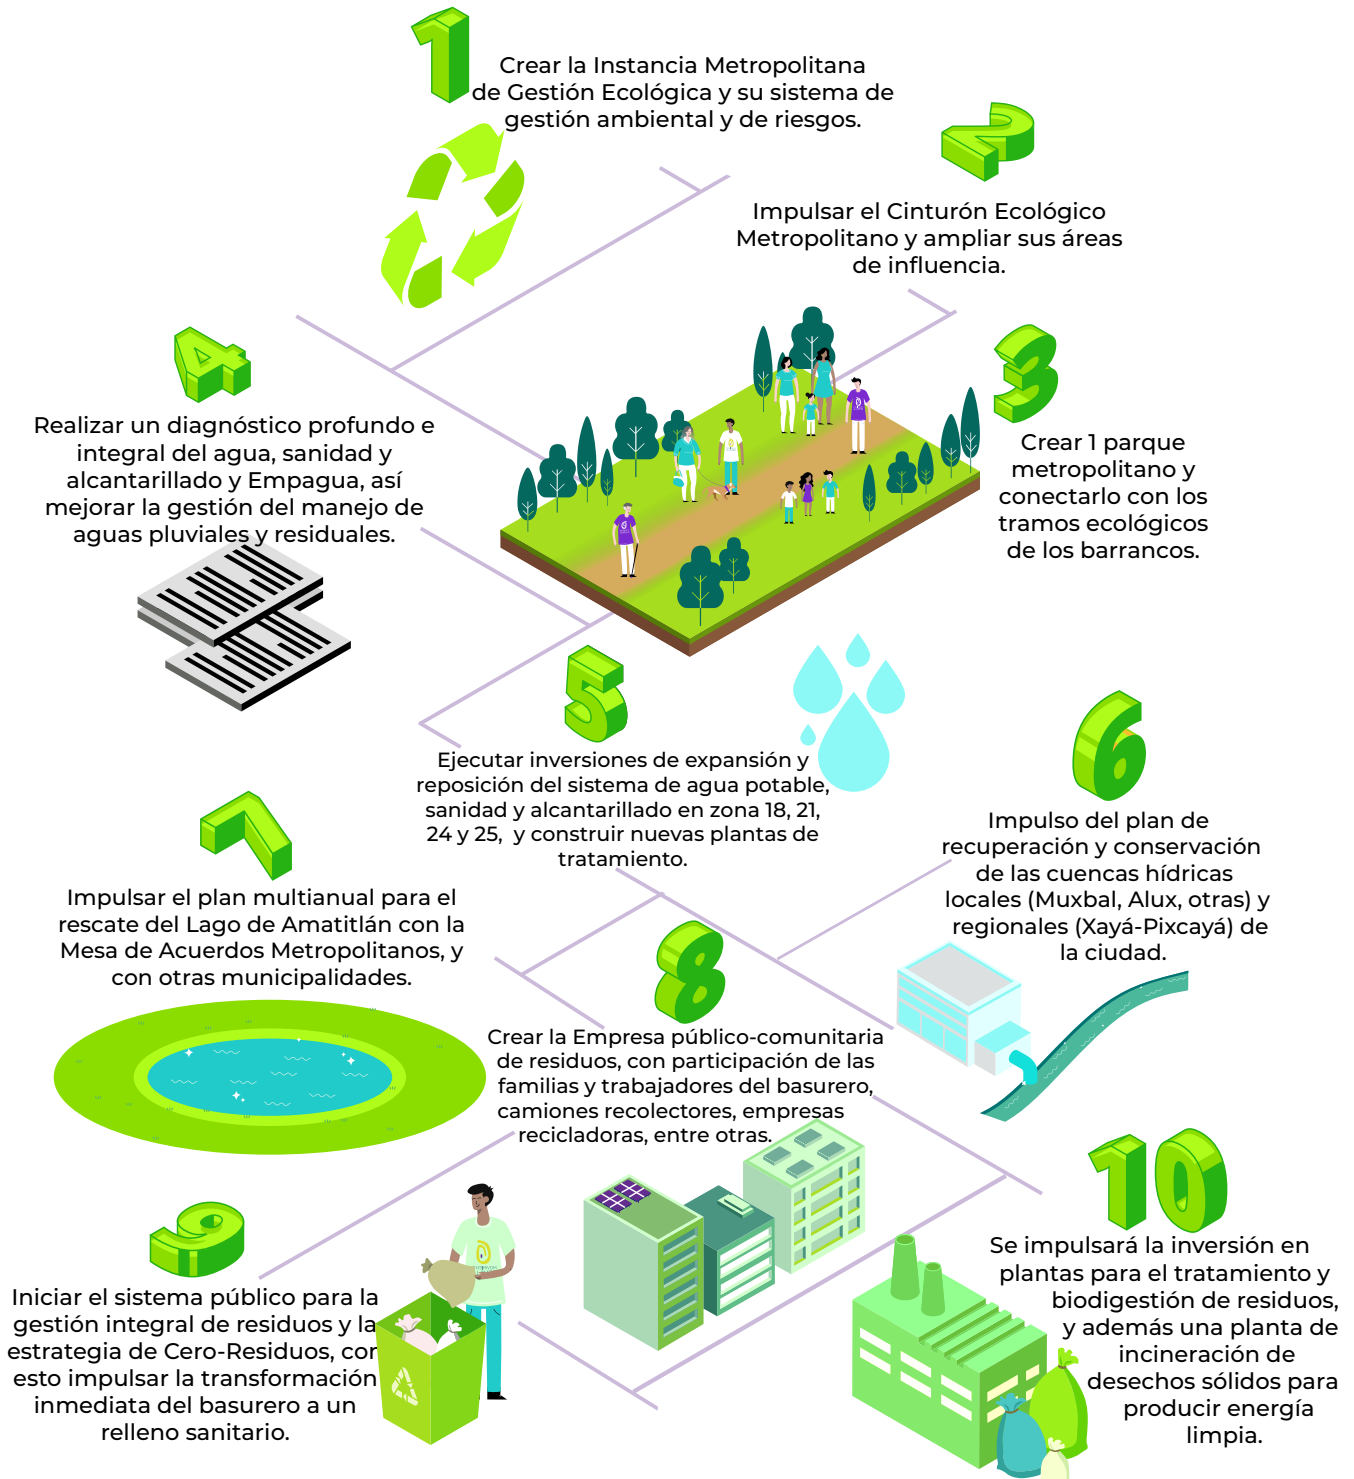 1
Crear la Instancia Metropolitana
de Gestión Ecológica y su sistema de
gestión ambiental y de riesgos.
2
Impulsar el Cinturón Ecológico
Metropolitano y ampliar sus áreas
de influencia.
3
Crear 1 parque
metropolitano y
conectarlo con los
tramos ecológicos
de los barrancos.
4
Realizar un diagnóstico profundo e
integral del agua, sanidad y
alcantarillado y Empagua, así
mejorar la gestión del manejo de
aguas pluviales y residuales.
5
Ejecutar inversiones de expansión y
reposición del sistema de agua potable,
sanidad y alcantarillado en zona 18, 21,
24 y 25, y construir nuevas plantas de
tratamiento.
6
Impulso del plan de
recuperación y conservación
de las cuencas hídricas
locales (Muxbal, Alux, otras) y
regionales (Xayá-Pixcayá) de
la ciudad.
7
Impulsar el plan multianual para el
rescate del Lago de Amatitlán con la
Mesa de Acuerdos Metropolitanos, y
con otras municipalidades.
8
Crear la Empresa público-comunitaria
de residuos, con participación de las
familias y trabajadores del basurero,
camiones recolectores, empresas
recicladoras, entre otras.
9
Iniciar el sistema público para la
gestión integral de residuos y la
estrategia de Cero-Residuos, con
esto impulsar la transformación
inmediata del basurero a un
relleno sanitario.
10
Se impulsará la inversión en
plantas para el tratamiento y
biodigestión de residuos,
y además una planta de
incineración de
desechos sólidos para
producir energía
limpia.